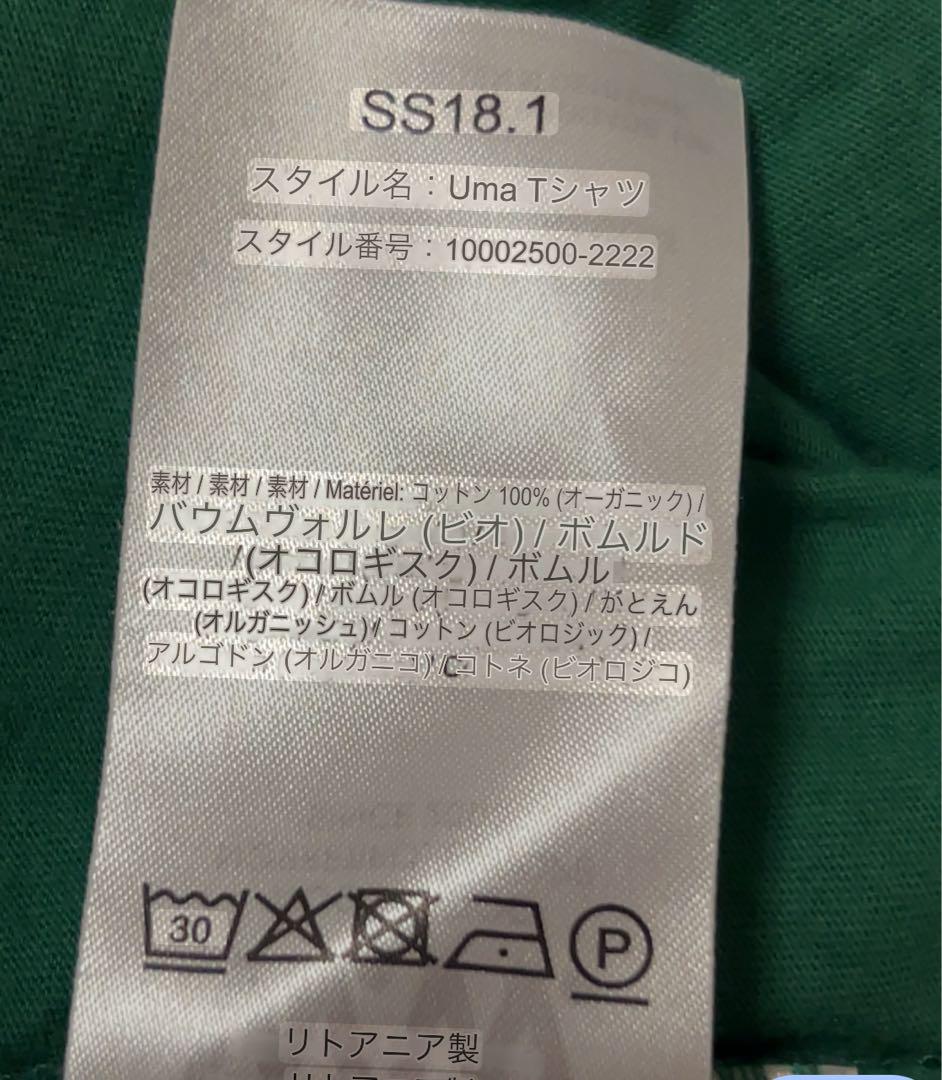 SS18.1
スタイル名：Uma Tシャツ
スタイル番号：10002500-2222
素材 / 素材 / 素材 / Matériel: コットン 100% (オーガニック) /
バウムヴォルレ (ビオ) / ボムルド
/(オコロギスク) / ボムル
(オコロギスク) / ボムル (オコロギスク) / がとえん
(オルガニッシュ) / コットン (ビオロジック) /
アルゴドン (オルガニコ) / コトネ (ビオロジコ)
30
P
リトアニア製